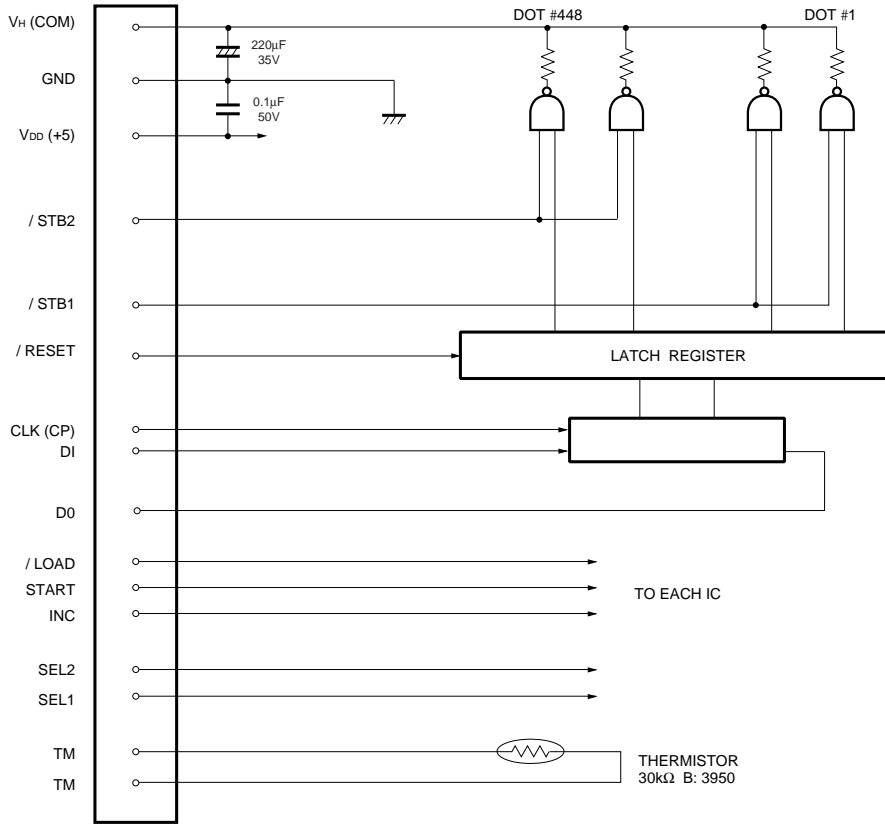 VH (COM)
DOT #448
DOT #1
220μF
35V
GND
0.1μF
50V
VDD (+5)
/ STB2
/ STB1
/ RESET
LATCH REGISTER
CLK (CP)
DI
D0
/ LOAD
START
TO EACH IC
INC
SEL2
SEL1
TM
THERMISTOR
30kΩ B: 3950
TM